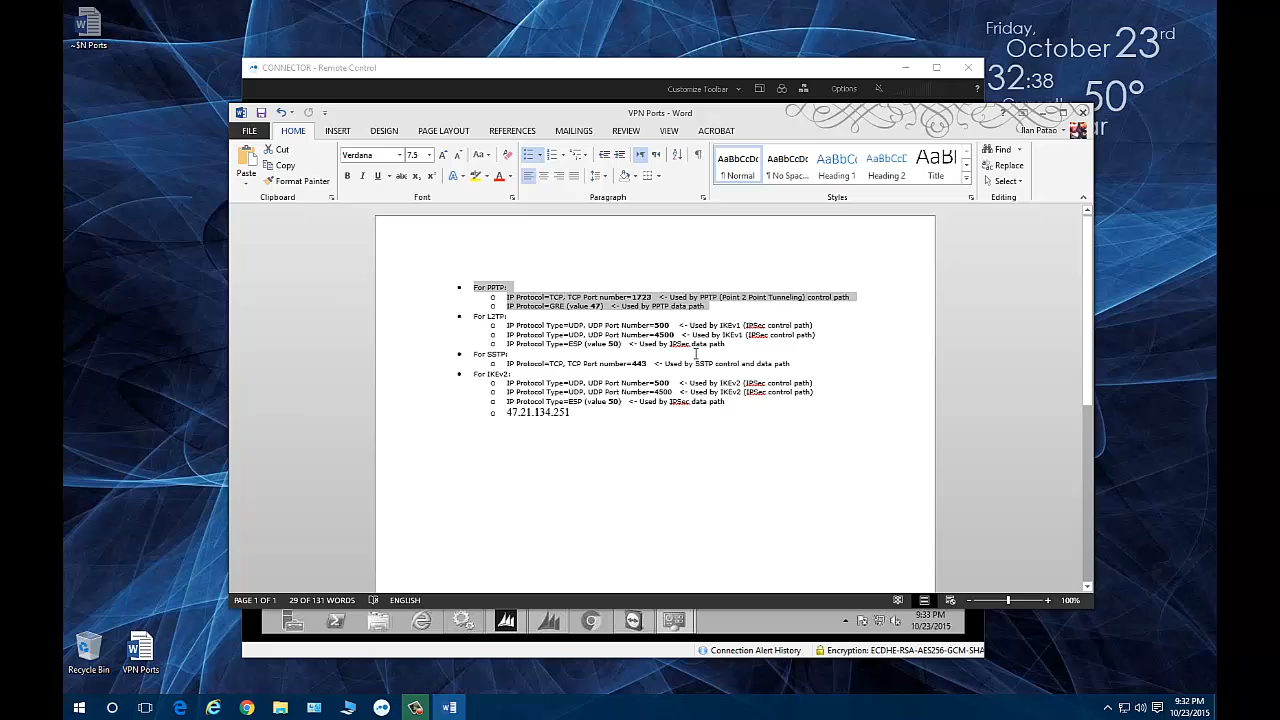 ~$N Ports
Friday,
October 23rd
32:38
50°
ar
CONNECTOR - Remote Control
Customize Toolbar
Options
?
VPN Ports - Word
?
FILE
HOME
INSERT
DESIGN
PAGE LAYOUT
REFERENCES
MAILINGS
REVIEW
VIEW
ACROBAT
Ilan Patao
Paste
Cut
Copy
Format Painter
Clipboard
Verdana
7.5
Font
Paragraph
AaBbCcDc
¶ Normal
AaBbCcDc
¶ No Spac...
AaBbCc
Heading 1
AaBbCcC
Heading 2
AaBl
Title
Styles
Find
Replace
Select
Editing
For PPTP:
IP Protocol=TCP, TCP Port number=1723 <- Used by PPTP (Point 2 Point Tunneling) control path
IP Protocol=GRE (value 47) <- Used by PPTP data path
For L2TP:
IP Protocol Type=UDP, UDP Port Number=500 <- Used by IKEv1 (IPSec control path)
IP Protocol Type=UDP, UDP Port Number=4500 <- Used by IKEv1 (IPSec control path)
IP Protocol Type=ESP (value 50) <- Used by IPSec data path
For SSTP:
IP Protocol=TCP, TCP Port number=443 <- Used by SSTP control and data path
For IKEv2:
IP Protocol Type=UDP, UDP Port Number=500 <- Used by IKEv2 (IPSec control path)
IP Protocol Type=UDP, UDP Port Number=4500 <- Used by IKEv2 (IPSec control path)
IP Protocol Type=ESP (value 50) <- Used by IPSec data path
47.21.134.251
PAGE 1 OF 1
29 OF 131 WORDS
ENGLISH
100%
9:33 PM
10/23/2015
Connection Alert History
Encryption: ECDHE-RSA-AES256-GCM-SHA
Recycle Bin
VPN Ports
9:32 PM
10/23/2015